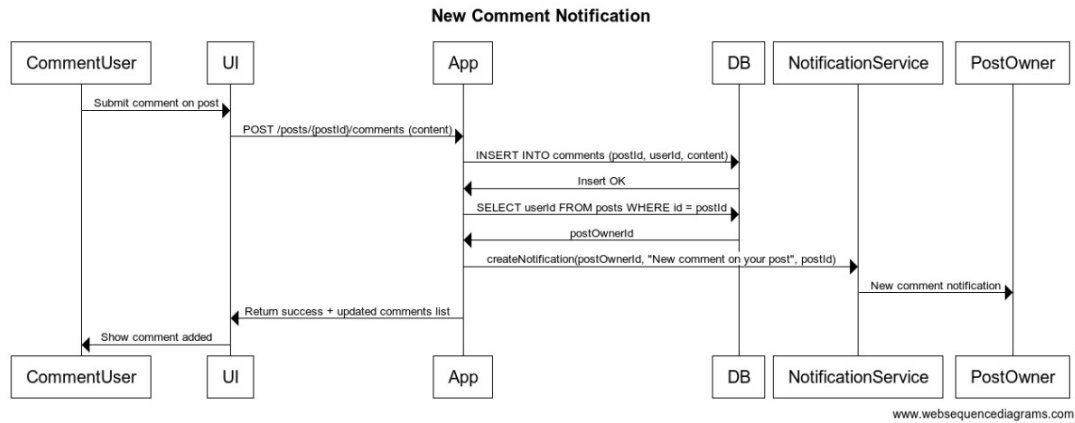 New Comment Notification
CommentUser UI App DB NotificationService PostOwner
Submit comment on post
POST /posts/{postId}/comments (content)
INSERT INTO comments (postId, userId, content)
Insert OK
SELECT userId FROM posts WHERE id = postId
postOwnerId
createNotification(postOwnerId, "New comment on your post", postId)
New comment notification
Return success + updated comments list
Show comment added
CommentUser UI App DB NotificationService PostOwner
www.websequencediagrams.com